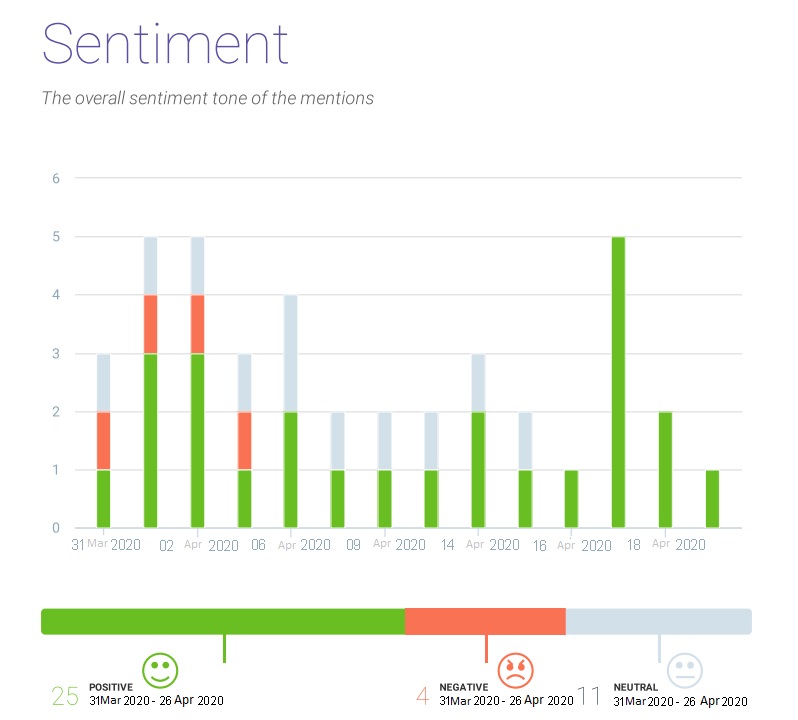 Sentiment
The overall sentiment tone of the mentions
6
5
4
3
2
1
0
31 Mar 2020 02 Apr 2020 06 Apr 2020 09 Apr 2020 14 Apr 2020 16 Apr 2020 18 Apr 2020
25 POSITIVE 4 NEGATIVE 11 NEUTRAL
31Mar 2020 - 26 Apr 2020 31Mar 2020 - 26 Apr 2020 31Mar 2020 - 26 Apr 2020